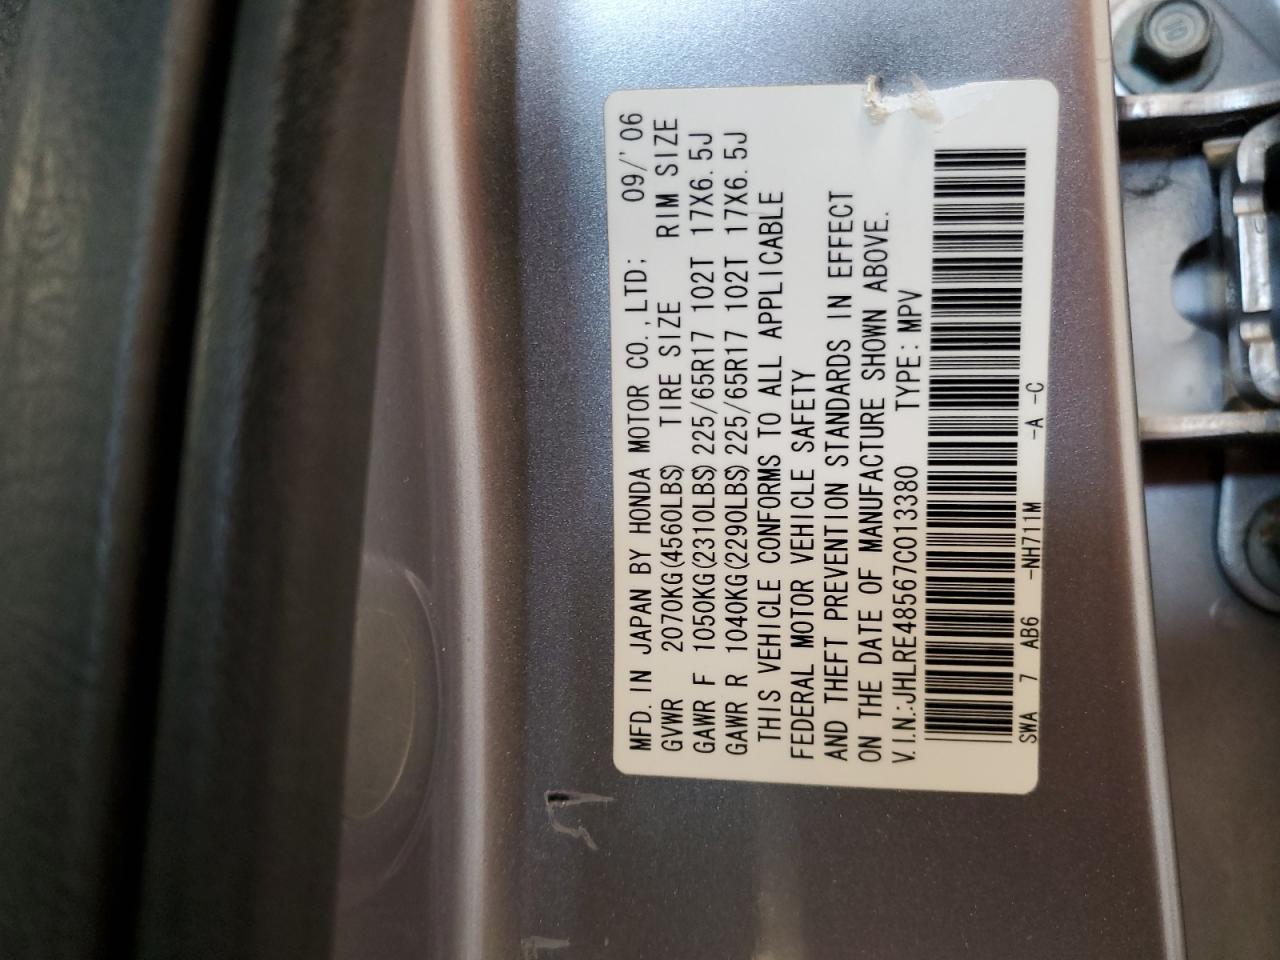 MFD. IN JAPAN BY HONDA MOTOR CO., LTD; 09/'06
GVWR 2070KG(4560LBS) TIRE SIZE RIM SIZE
GAWR F 1050KG(2310LBS) 225/65R17 102T 17X6.5J
GAWR R 1040KG(2290LBS) 225/65R17 102T 17X6.5J
THIS VEHICLE CONFORMS TO ALL APPLICABLE
FEDERAL MOTOR VEHICLE SAFETY
AND THEFT PREVENTION STANDARDS IN EFFECT
ON THE DATE OF MANUFACTURE SHOWN ABOVE.
V.I.N.:JHLRE48567C013380 TYPE: MPV
SWA 7 AB6 -NH711M -A -C